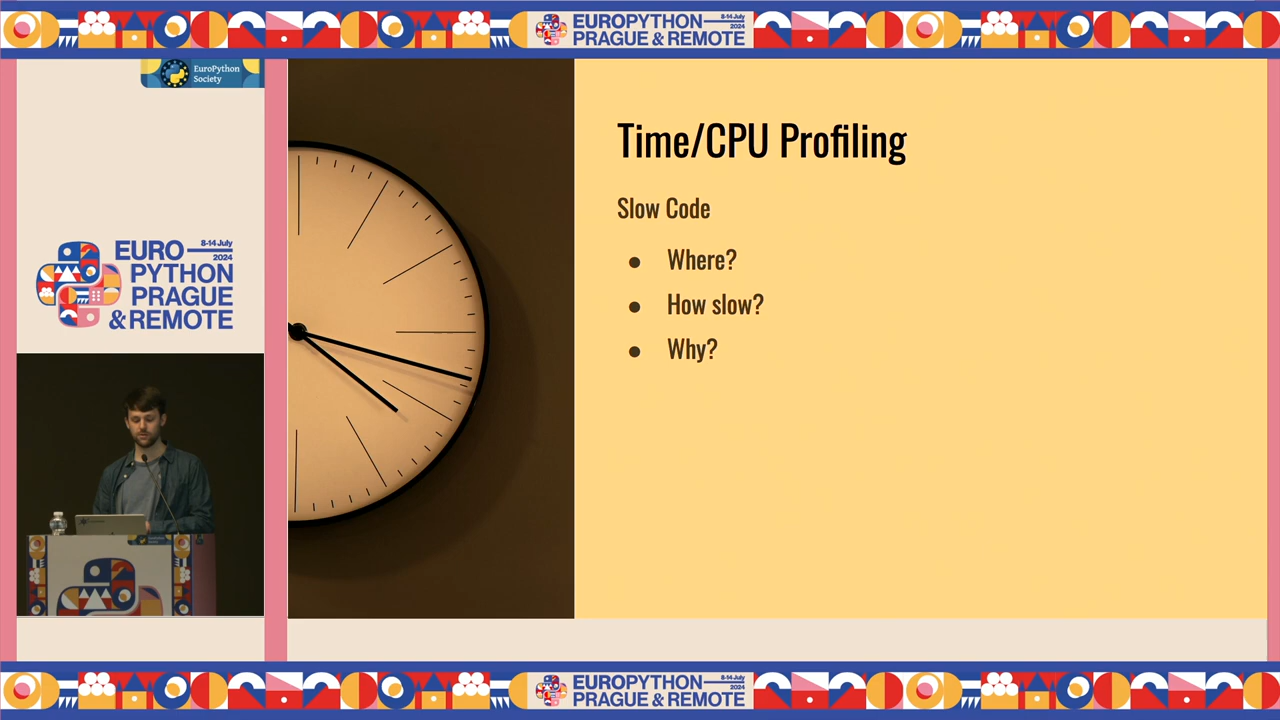 EUROPYTHON
8-14 July
2024
PRAGUE & REMOTE
EuroPython
Society
EURO
8-14 July
2024
PYTHON
PRAGUE
& REMOTE
Time/CPU Profiling
Slow Code
● Where?
● How slow?
● Why?
EUROPYTHON
8-14 July
2024
PRAGUE & REMOTE